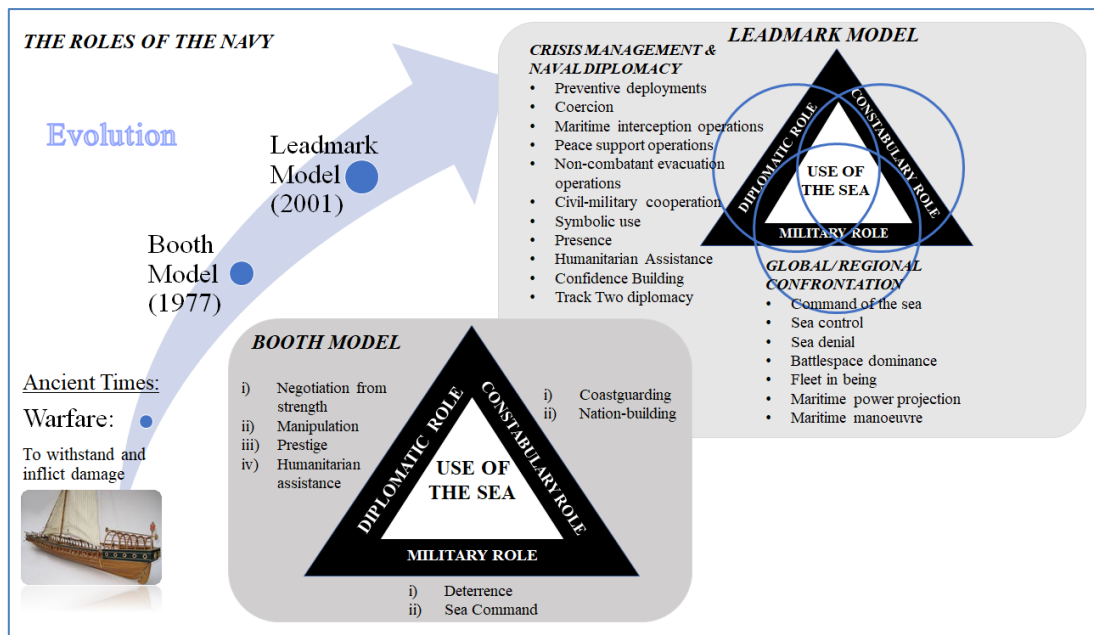 THE ROLES OF THE NAVY
Evolution
Leadmark
Model
(2001)
Booth
Model
(1977)
Ancient Times:
Warfare:
To withstand and
inflict damage
LEADMARK MODEL
CRISIS MANAGEMENT &
NAVAL DIPLOMACY
• Preventive deployments
• Coercion
• Maritime interception operations
• Peace support operations
• Non-combatant evacuation
operations
• Civil-military cooperation
• Symbolic use
• Presence
• Humanitarian Assistance
• Confidence Building
• Track Two diplomacy
DIPLOMATIC ROLE
CONSTABULARY ROLE
USE OF
THE SEA
MILITARY ROLE
GLOBAL/REGIONAL
CONFRONTATION
• Command of the sea
• Sea control
• Sea denial
• Battlespace dominance
• Fleet in being
• Maritime power projection
• Maritime manoeuvre
BOOTH MODEL
i) Negotiation from
strength
ii) Manipulation
iii) Prestige
iv) Humanitarian
assistance
i) Coastguarding
ii) Nation-building
DIPLOMATIC ROLE
CONSTABULARY ROLE
USE OF
THE SEA
MILITARY ROLE
i) Deterrence
ii) Sea Command